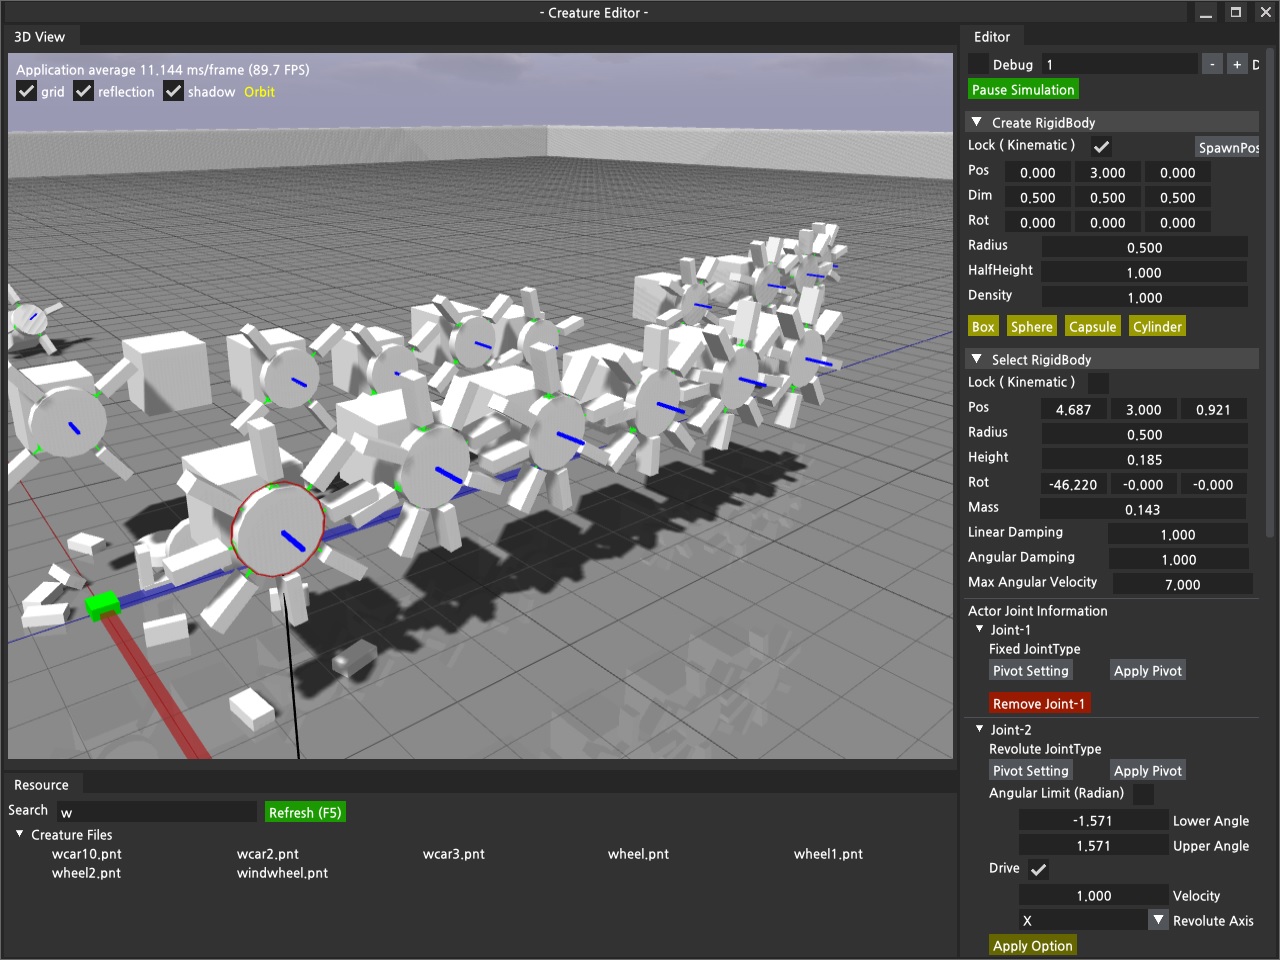 - Creature Editor -
3D View
Application average 11.144 ms/frame (89.7 FPS)
grid reflection shadow Orbit
Editor
Debug 1 - + D
Pause Simulation
Create RigidBody
Lock ( Kinematic ) SpawnPos
Pos 0.000 3.000 0.000
Dim 0.500 0.500 0.500
Rot 0.000 0.000 0.000
Radius 0.500
HalfHeight 1.000
Density 1.000
Box Sphere Capsule Cylinder
Select RigidBody
Lock ( Kinematic )
Pos 4.687 3.000 0.921
Radius 0.500
Height 0.185
Rot -46.220 -0.000 -0.000
Mass 0.143
Linear Damping 1.000
Angular Damping 1.000
Max Angular Velocity 7.000
Actor Joint Information
Joint-1
Fixed JointType
Pivot Setting Apply Pivot
Remove Joint-1
Joint-2
Revolute JointType
Pivot Setting Apply Pivot
Angular Limit (Radian)
-1.571 Lower Angle
1.571 Upper Angle
Drive
1.000 Velocity
X Revolute Axis
Apply Option
Resource
Search w Refresh (F5)
Creature Files
wcar10.pnt wcar2.pnt wcar3.pnt wheel.pnt wheel1.pnt
wheel2.pnt windwheel.pnt